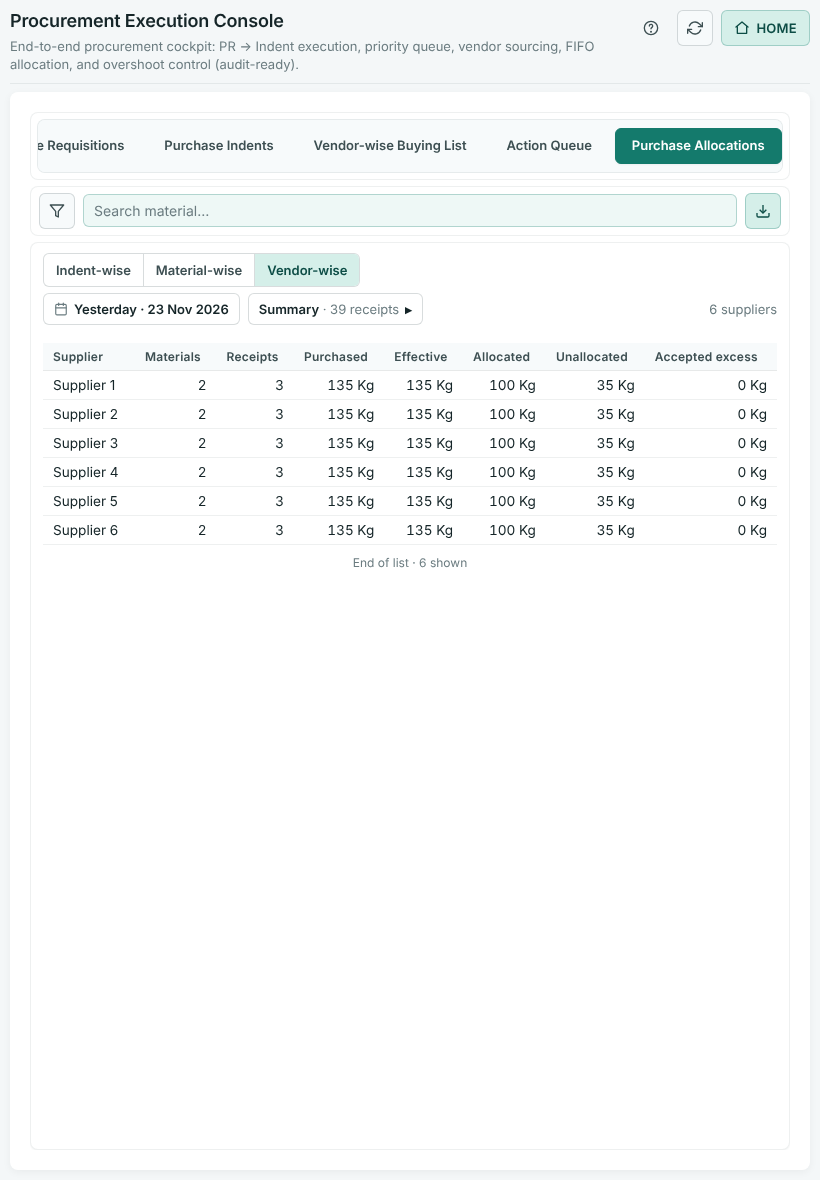 Procurement Execution Console
End-to-end procurement cockpit: PR → Indent execution, priority queue, vendor sourcing, FIFO
allocation, and overshoot control (audit-ready).
HOME
e Requisitions Purchase Indents Vendor-wise Buying List Action Queue Purchase Allocations
Search material...
Indent-wise Material-wise Vendor-wise
Yesterday · 23 Nov 2026 Summary · 39 receipts ▸ 6 suppliers
Supplier Materials Receipts Purchased Effective Allocated Unallocated Accepted excess
Supplier 1 2 3 135 Kg 135 Kg 100 Kg 35 Kg 0 Kg
Supplier 2 2 3 135 Kg 135 Kg 100 Kg 35 Kg 0 Kg
Supplier 3 2 3 135 Kg 135 Kg 100 Kg 35 Kg 0 Kg
Supplier 4 2 3 135 Kg 135 Kg 100 Kg 35 Kg 0 Kg
Supplier 5 2 3 135 Kg 135 Kg 100 Kg 35 Kg 0 Kg
Supplier 6 2 3 135 Kg 135 Kg 100 Kg 35 Kg 0 Kg
End of list · 6 shown